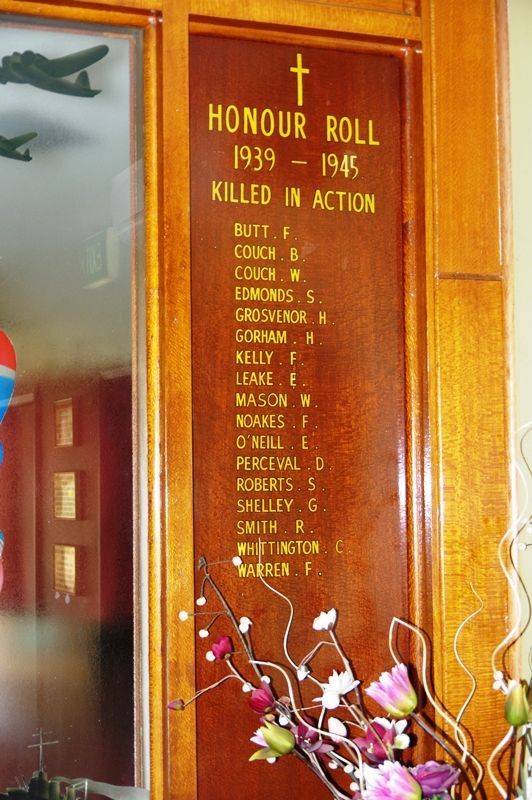 HONOUR ROLL
1939 - 1945
KILLED IN ACTION
BUTT . F.
COUCH . B.
COUCH . W.
EDMONDS . S.
GROSVENOR . H.
GORHAM . H.
KELLY . F.
LEAKE . E.
MASON . W.
NOAKES . F.
O'NEILL . E.
PERCEVAL . D.
ROBERTS . S.
SHELLEY . G.
SMITH . R.
WHITTINGTON . C
WARREN . F.